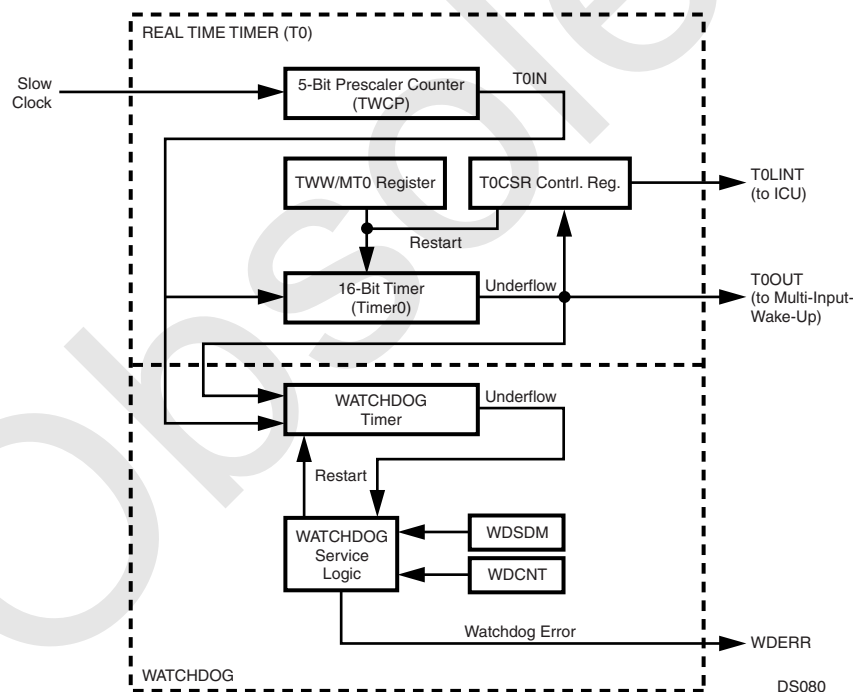 REAL TIME TIMER (T0)
Slow
Clock
5-Bit Prescaler Counter
(TWCP)
T0IN
TWW/MT0 Register
T0CSR Contrl. Reg.
T0LINT
(to ICU)
Restart
16-Bit Timer
(Timer0)
Underflow
T0OUT
(to Multi-Input-
Wake-Up)
WATCHDOG
Timer
Underflow
Restart
WATCHDOG
Service
Logic
WDSDM
WDCNT
Watchdog Error
WDERR
WATCHDOG
DS080
Obsolete